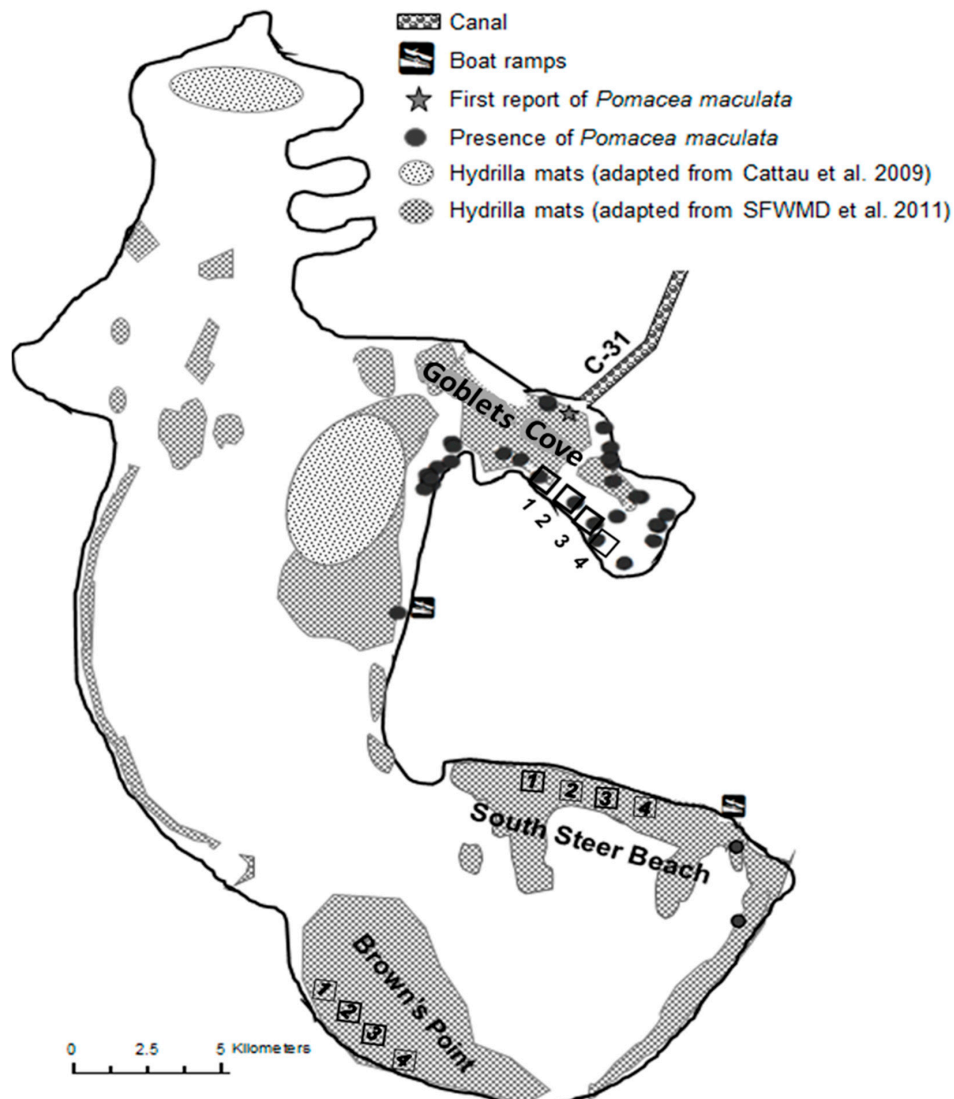 Canal
Boat ramps
First report of Pomacea maculata
Presence of Pomacea maculata
Hydrilla mats (adapted from Cattau et al. 2009)
Hydrilla mats (adapted from SFWMD et al. 2011)
C-31
Goblets Cove
1
2
3
4
1 2 3 4
South Steer Beach
Brown's Point
1
2
3
4
0 2.5 5 Kilometers